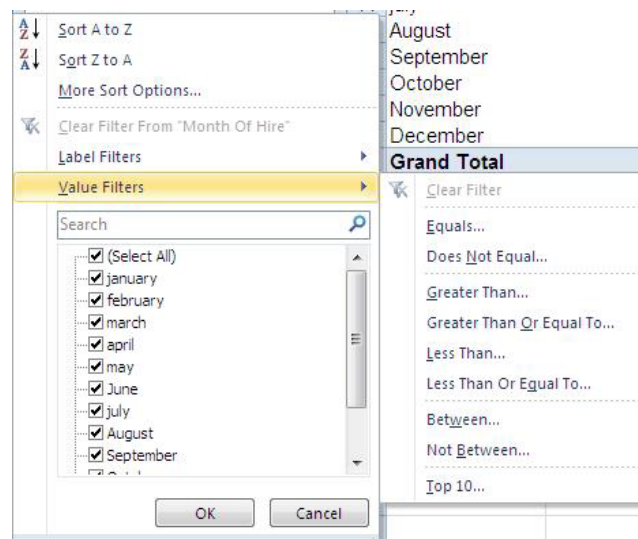 Sort A to Z
Sort Z to A
More Sort Options...
Clear Filter From "Month Of Hire"
Label Filters
Value Filters
Search
(Select All)
january
february
march
april
may
June
july
August
September
OK
Cancel
july
August
September
October
November
December
Grand Total
Clear Filter
Equals...
Does Not Equal...
Greater Than...
Greater Than Or Equal To...
Less Than...
Less Than Or Equal To...
Between...
Not Between...
Top 10...